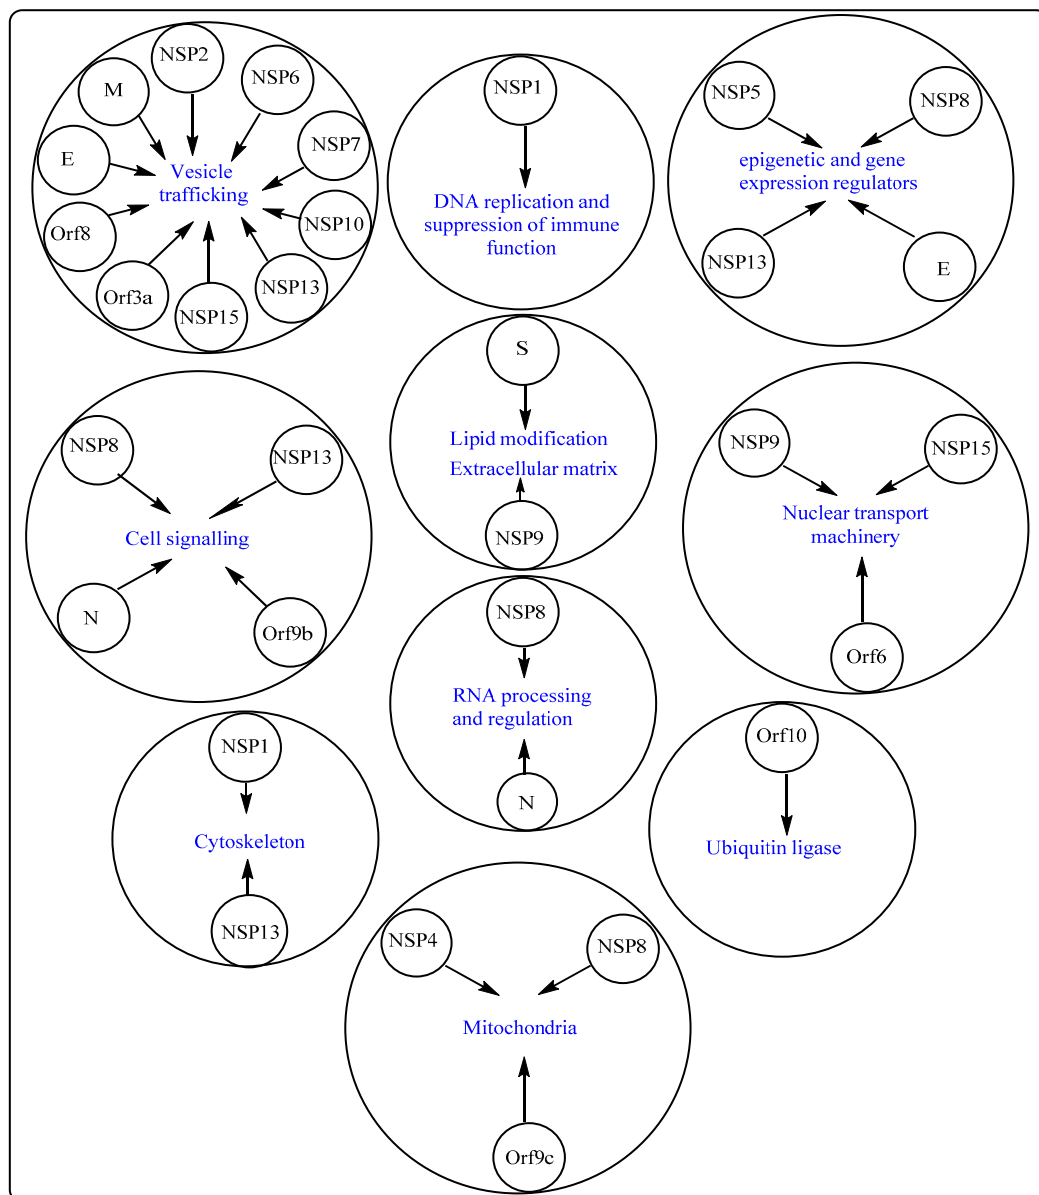 NSP2
NSP6
M
NSP7
E
Vesicle
trafficking
NSP10
Orf8
NSP13
Orf3a
NSP15
NSP1
DNA replication and
suppression of immune
function
NSP5
NSP8
epigenetic and gene
expression regulators
NSP13
E
S
Lipid modification
Extracellular matrix
NSP9
NSP8
NSP13
Cell signalling
N
Orf9b
NSP9
NSP15
Nuclear transport
machinery
Orf6
NSP8
RNA processing
and regulation
N
NSP1
Cytoskeleton
NSP13
Orf10
Ubiquitin ligase
NSP4
NSP8
Mitochondria
Orf9c